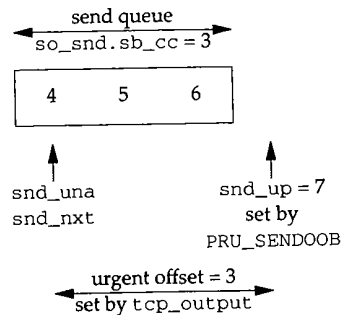 send queue
so_snd.sb_cc = 3
4 5 6
snd_una
snd_nxt
snd_up = 7
set by
PRU_SENDOOB
urgent offset = 3
set by tcp_output